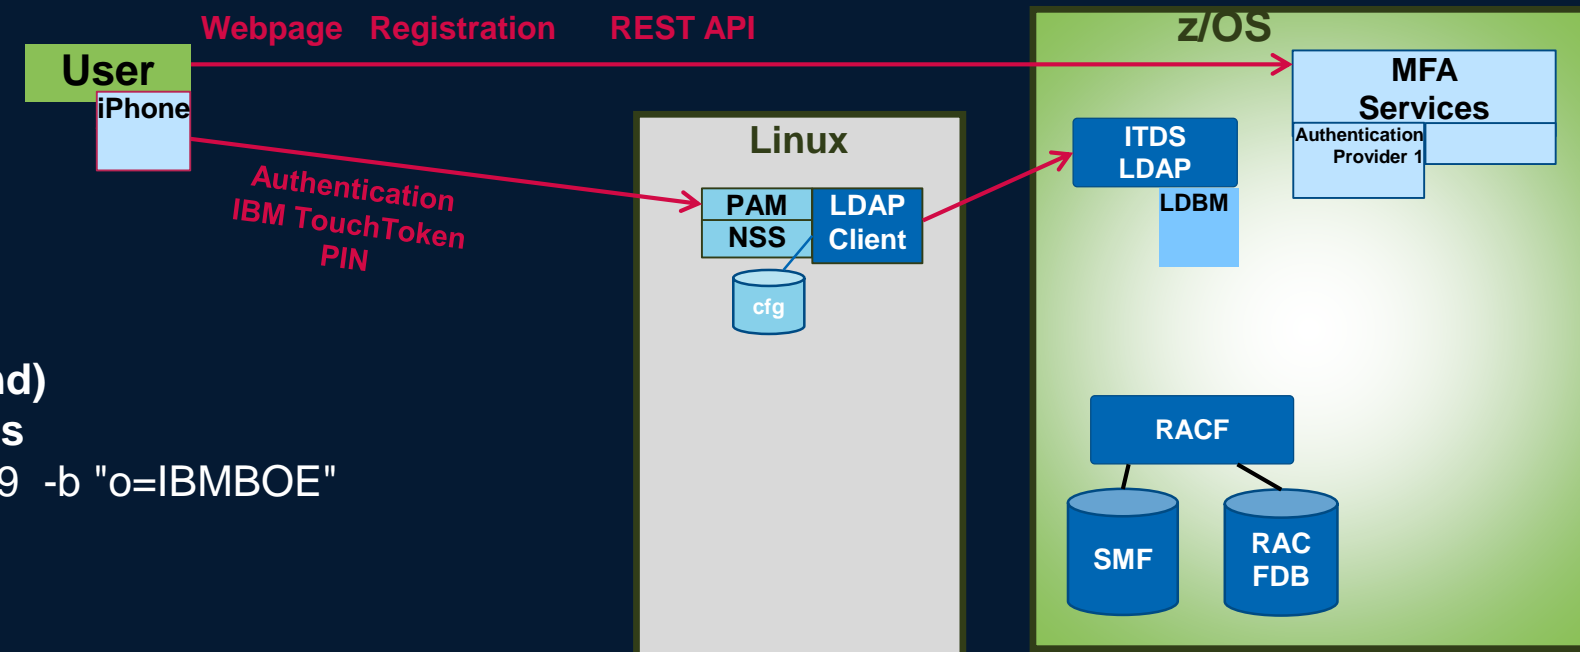 Webpage Registration REST API
z/OS
User
iPhone
MFA
Services
Authentication
Provider 1
Linux
ITDS
LDAP
LDBM
Authentication
IBM TouchToken
PIN
PAM
NSS
LDAP
Client
cfg
nd)
s
9 -b "o=IBMBOE"
RACF
SMF
RAC
FDB